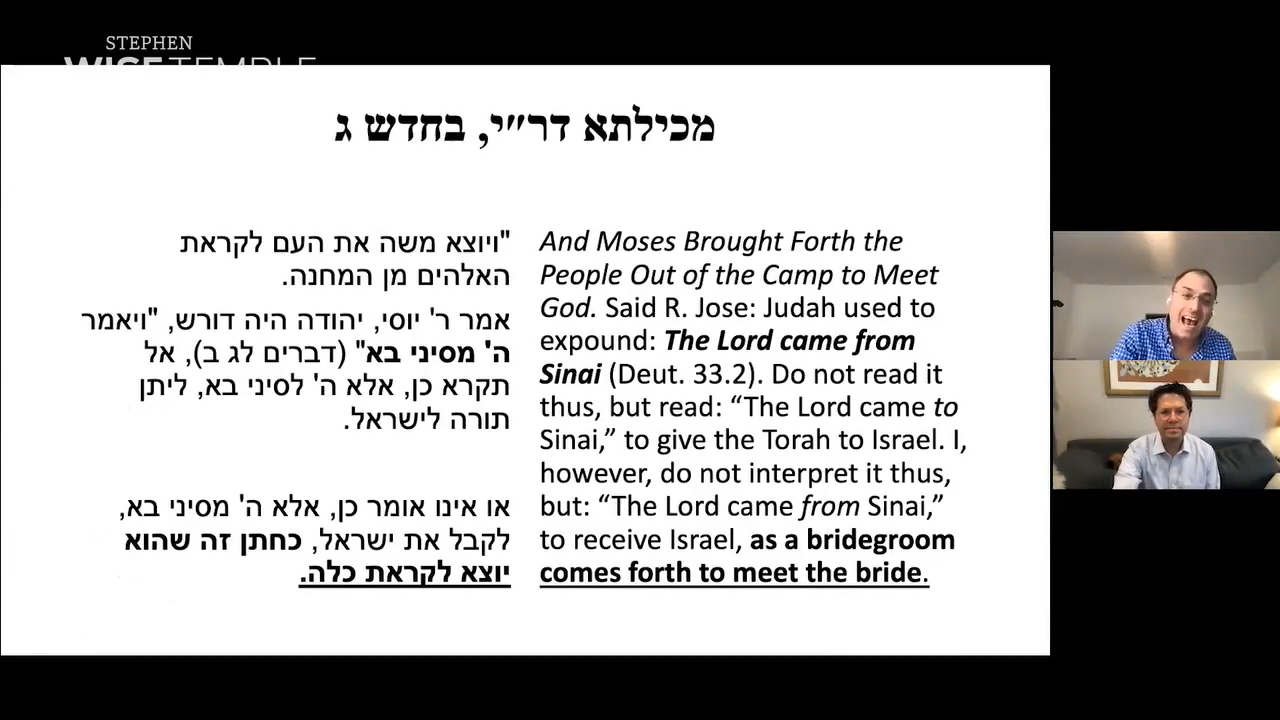 STEPHEN
WISE TEMPLE
מכילתא דר״י, בחדש ג
"ויוצא משה את העם לקראת
האלהים מן המחנה.
אמר ר' יוסי, יהודה היה דורש, "ויאמר
ה' מסיני בא" (דברים לג ב), אל
תקרא כן, אלא ה' לסיני בא, ליתן
תורה לישראל.
או אינו אומר כן, אלא ה' מסיני בא,
לקבל את ישראל, כחתן זה שהוא
יוצא לקראת כלה.
And Moses Brought Forth the
People Out of the Camp to Meet
God. Said R. Jose: Judah used to
expound: The Lord came from
Sinai (Deut. 33.2). Do not read it
thus, but read: “The Lord came to
Sinai,” to give the Torah to Israel. I,
however, do not interpret it thus,
but: “The Lord came from Sinai,”
to receive Israel, as a bridegroom
comes forth to meet the bride.